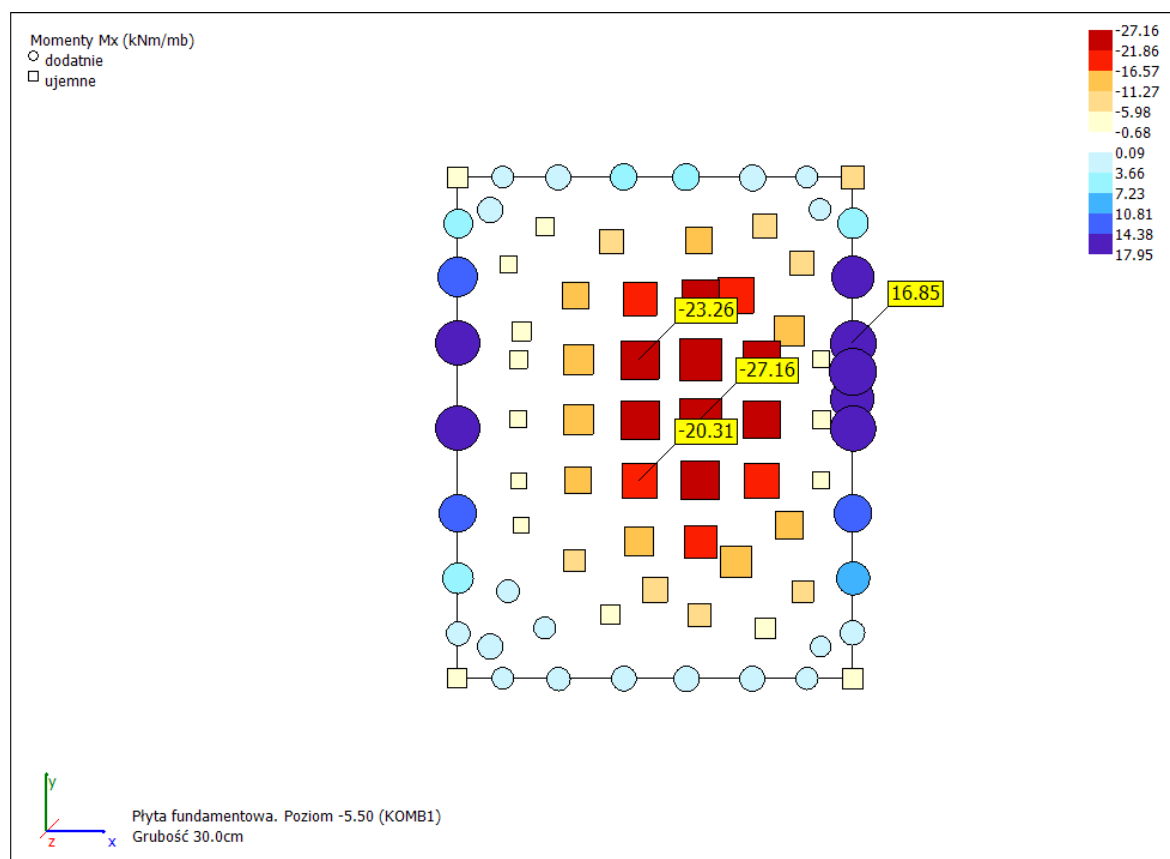 Momenty Mx (kNm/mb)
dodatnie
ujemne
-27.16
-21.86
-16.57
-11.27
-5.98
-0.68
0.09
3.66
7.23
10.81
14.38
17.95
16.85
-23.26
-27.16
-20.31
y
z
x
Płyta fundamentowa. Poziom -5.50 (KOMB1)
Grubość 30.0cm